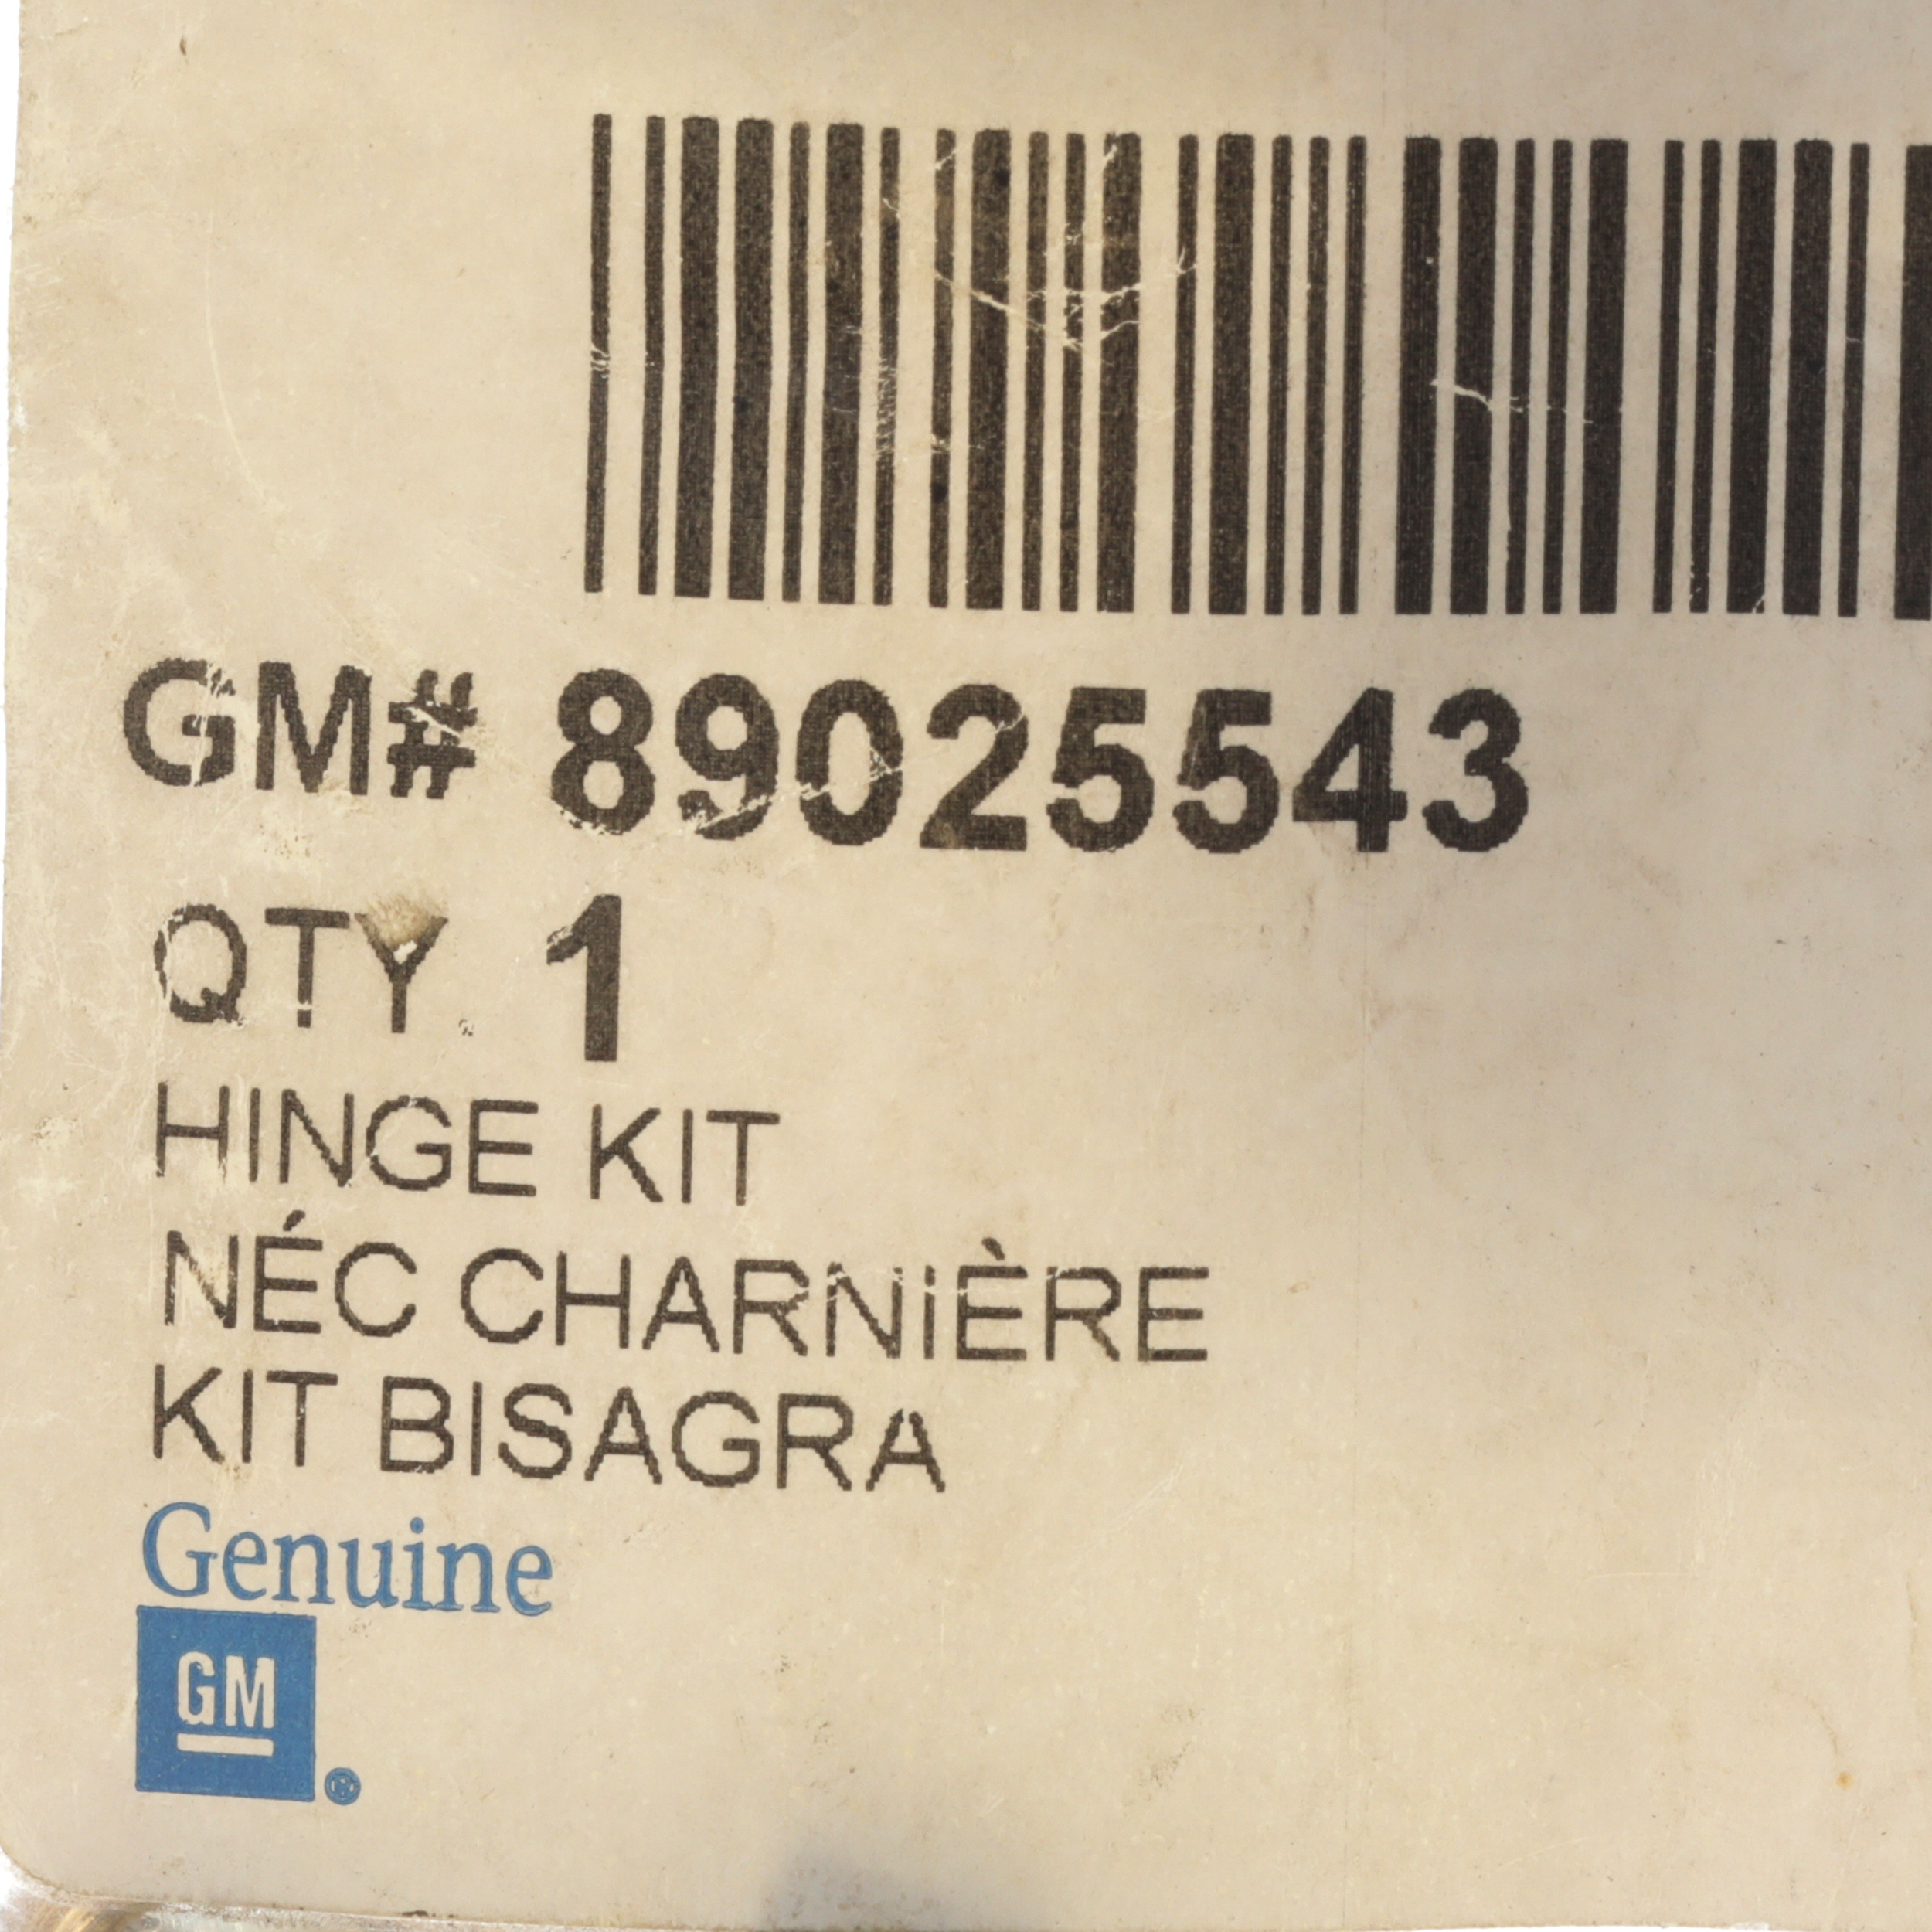 GM# 89025543
QTY. 1
HINGE KIT
NÉC CHARNIÈRE
KIT BISAGRA
Genuine
GM ®